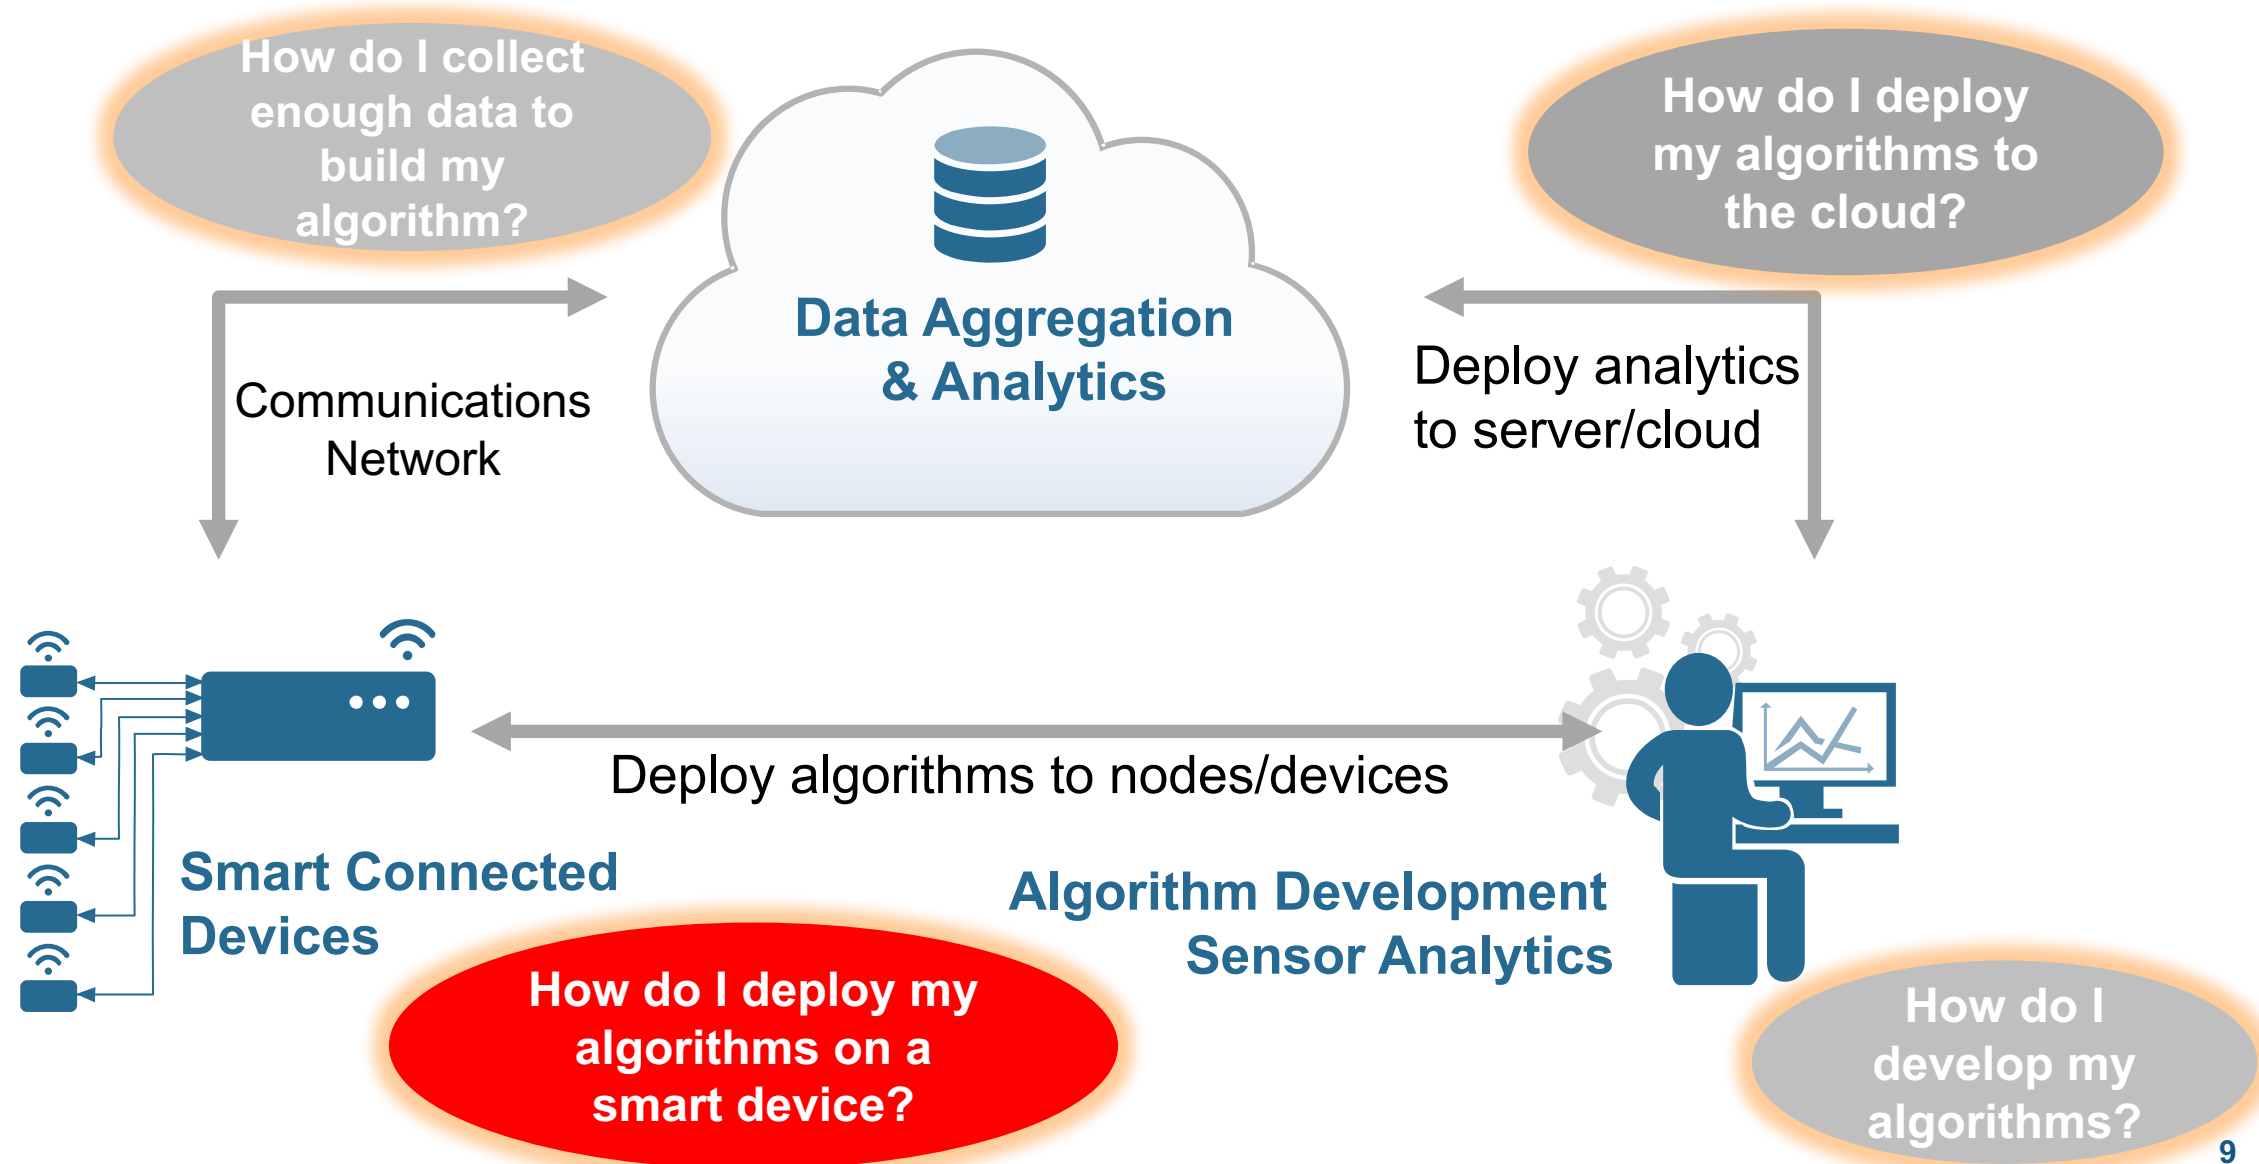 How do I collect
enough data to
build my
algorithm?
How do I deploy
my algorithms to
the cloud?
Data Aggregation
& Analytics
Communications
Network
Deploy analytics
to server/cloud
Deploy algorithms to nodes/devices
Smart Connected
Devices
Algorithm Development
Sensor Analytics
How do I deploy my
algorithms on a
smart device?
How do I
develop my
algorithms?
9